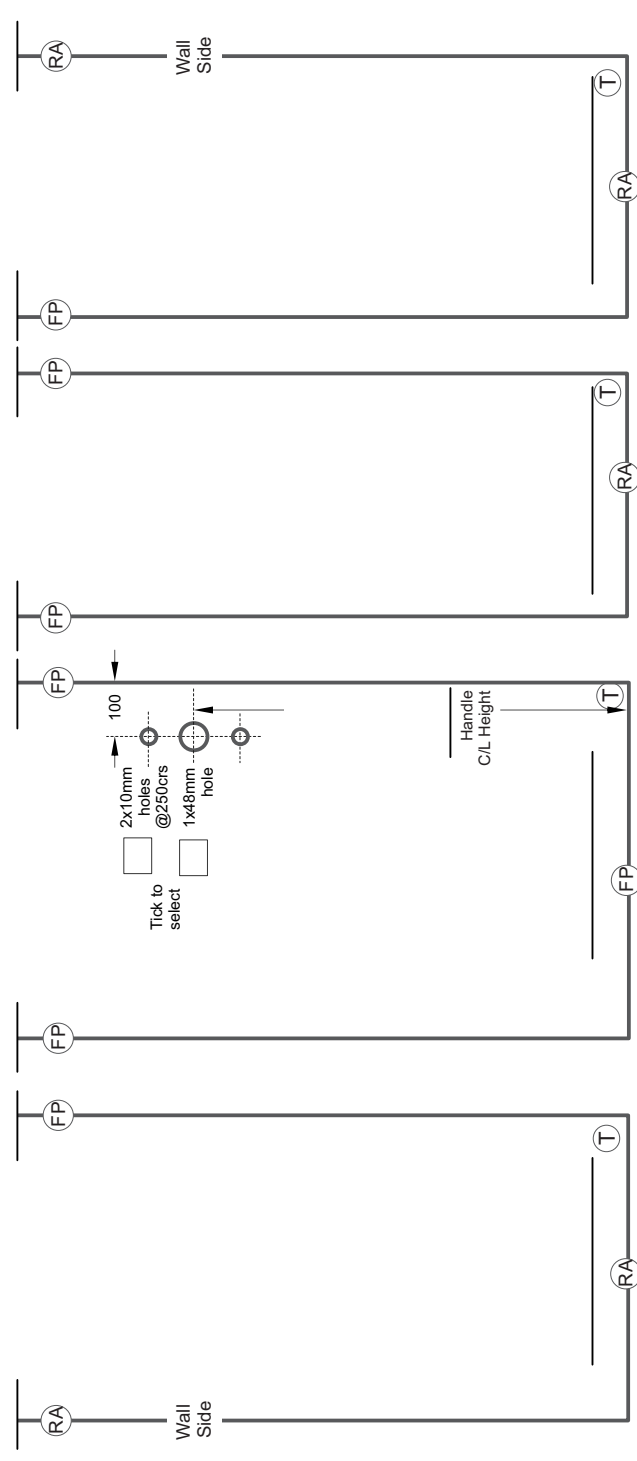 RA
FP
Wall
Side
T
RA
FP
FP
100
2x10mm
holes
@250crs
Tick to
select
1x48mm
hole
Handle
C/L Height
T
FP
FP
FP
T
RA
FP
RA
Wall
Side
T
RA